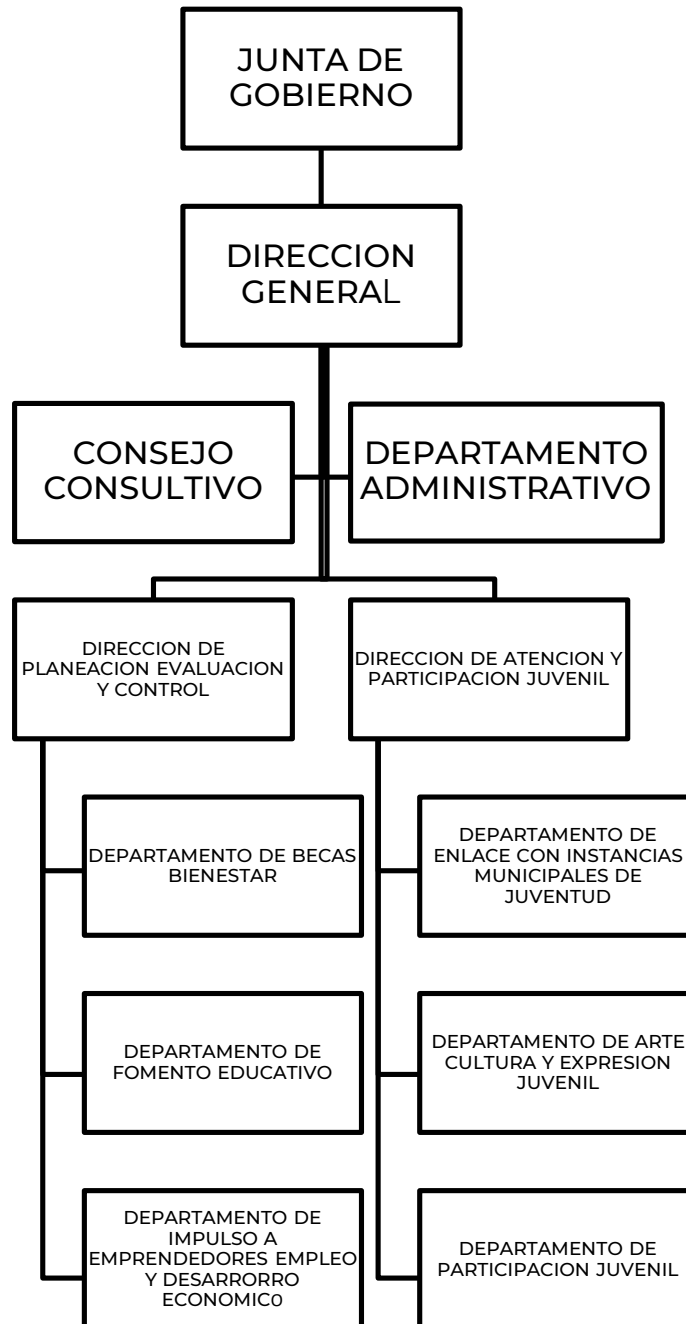 JUNTA DE
GOBIERNO
DIRECCION
GENERAL
CONSEJO
CONSULTIVO
DEPARTAMENTO
ADMINISTRATIVO
DIRECCION DE
PLANEACION EVALUACION
Y CONTROL
DIRECCION DE ATENCION Y
PARTICIPACION JUVENIL
DEPARTAMENTO DE BECAS
BIENESTAR
DEPARTAMENTO DE
ENLACE CON INSTANCIAS
MUNICIPALES DE
JUVENTUD
DEPARTAMENTO DE
FOMENTO EDUCATIVO
DEPARTAMENTO DE ARTE
CULTURA Y EXPRESION
JUVENIL
DEPARTAMENTO DE
IMPULSO A
EMPRENDEDORES EMPLEO
Y DESARRORRO
ECONOMIC0
DEPARTAMENTO DE
PARTICIPACION JUVENIL